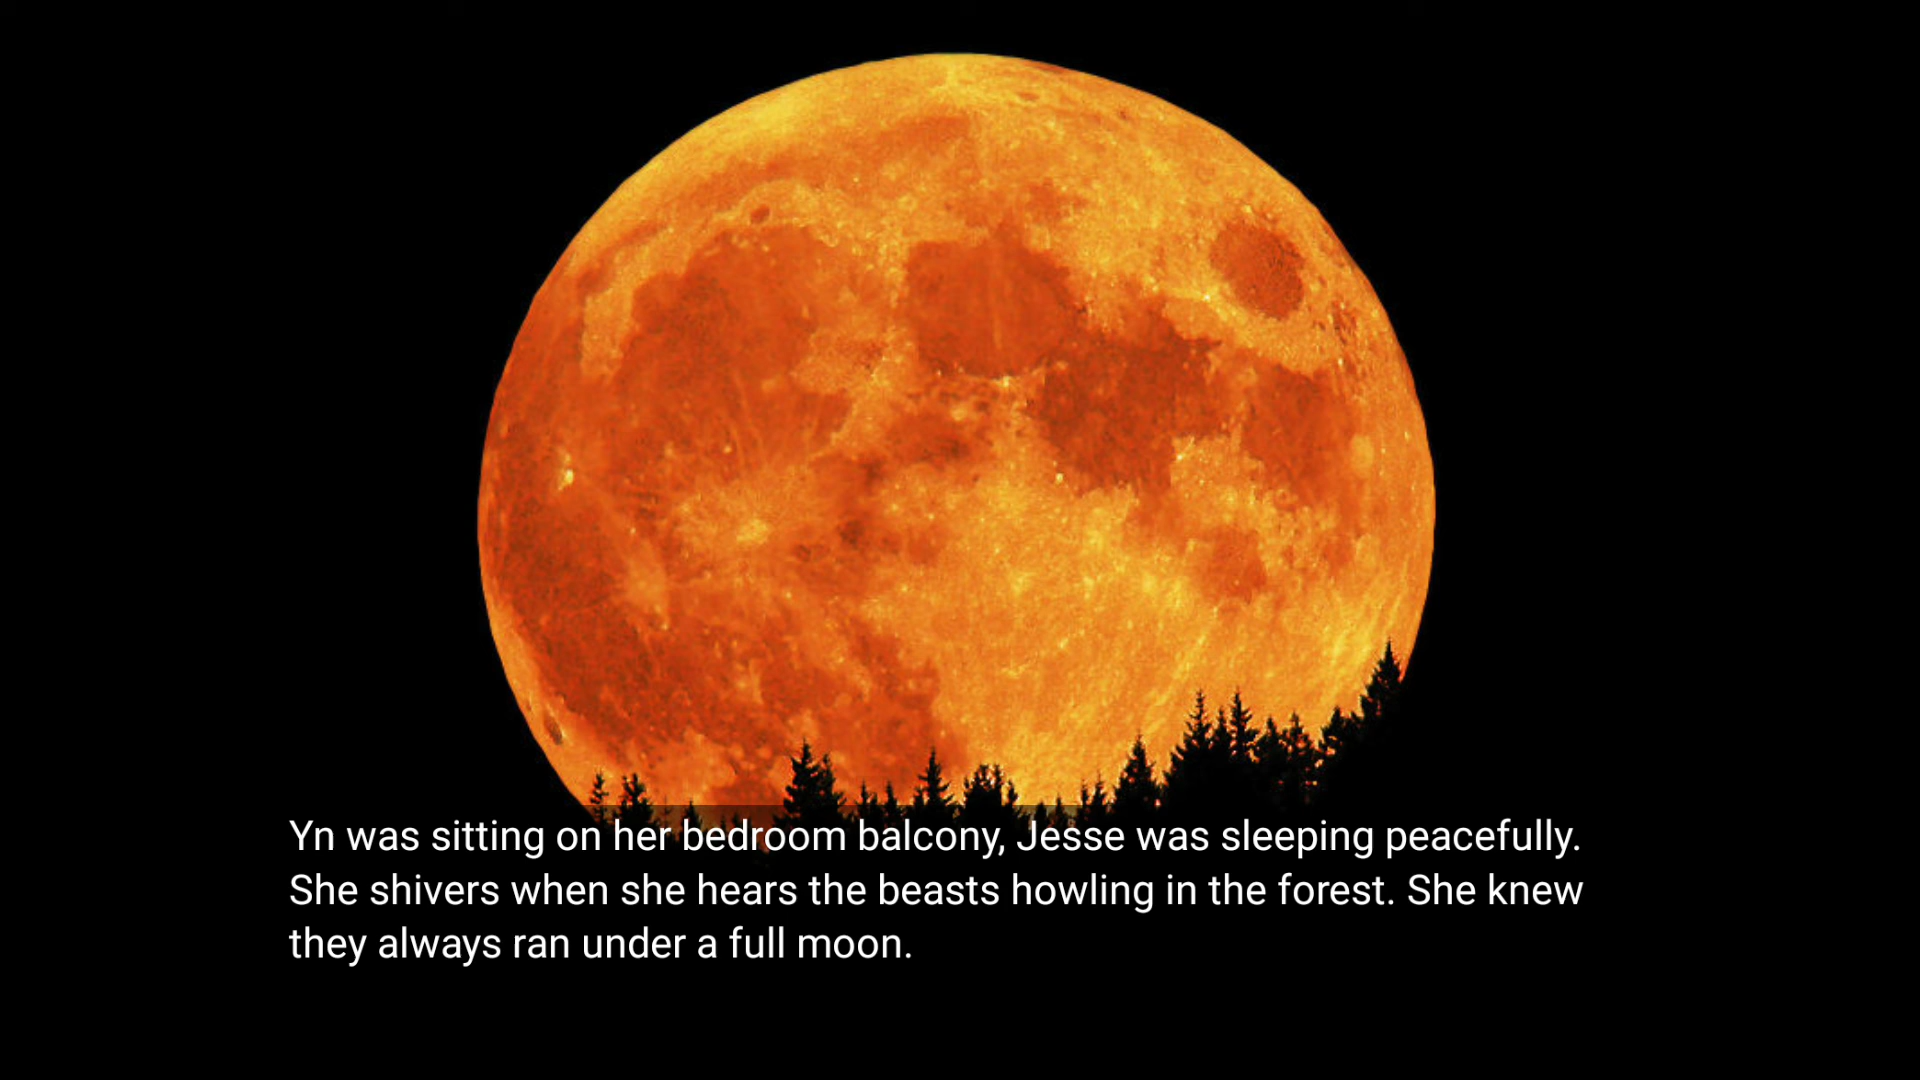 Yn was sitting on her bedroom balcony, Jesse was sleeping peacefully.
She shivers when she hears the beasts howling in the forest. She knew
they always ran under a full moon.